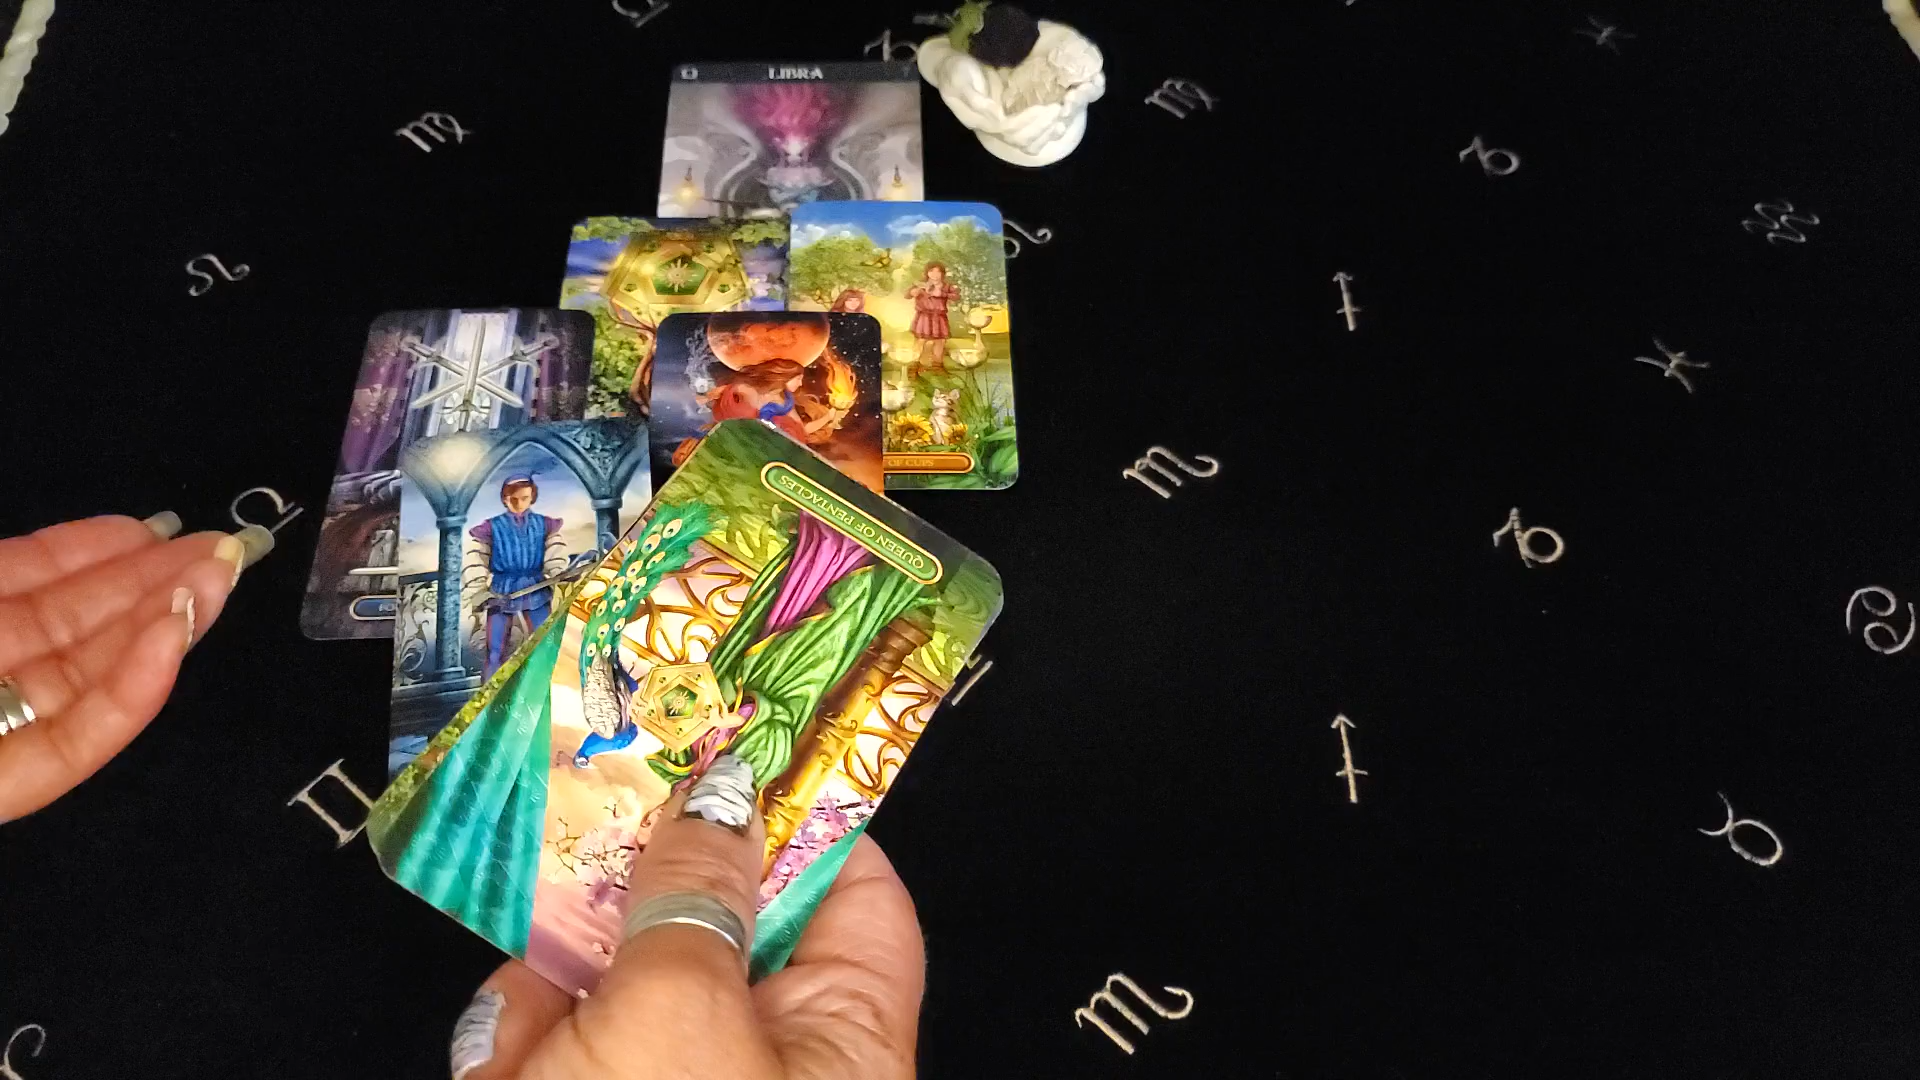 LIBRA
OF CUPS
QUEEN OF PENTACLES